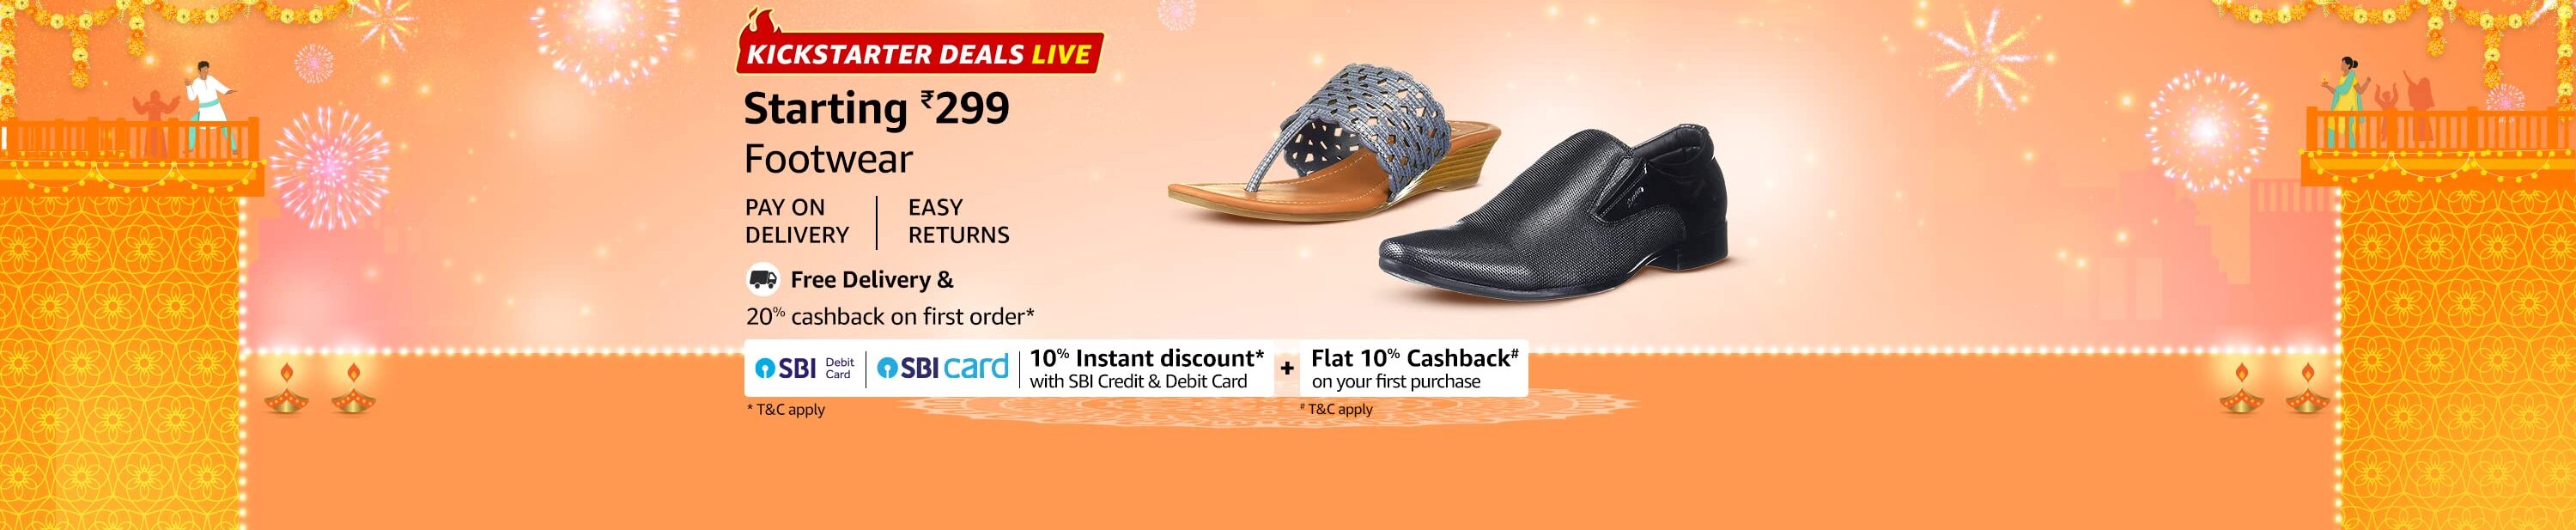 KICKSTARTER DEALS LIVE
Starting ₹299
Footwear
PAY ON
DELIVERY
EASY
RETURNS
Free Delivery &
20% cashback on first order*
SBI Debit
Card
SBI card
10% Instant discount*
with SBI Credit & Debit Card
+
Flat 10% Cashback#
on your first purchase
* T&C apply
# T&C apply